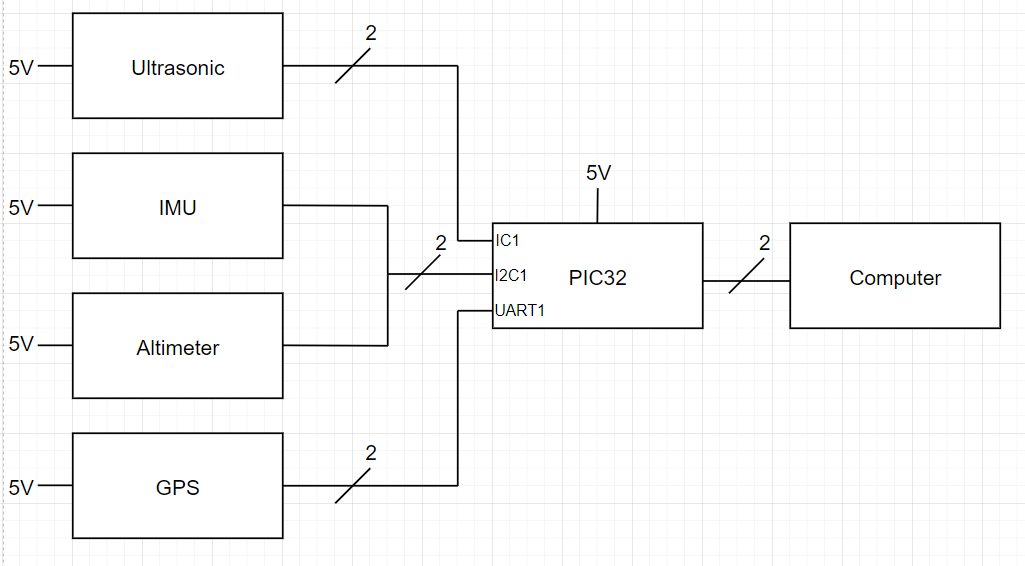 2
5V
Ultrasonic
5V
IMU
5V
2
2
IC1
I2C1
UART1
PIC32
Computer
5V
Altimeter
2
5V
GPS